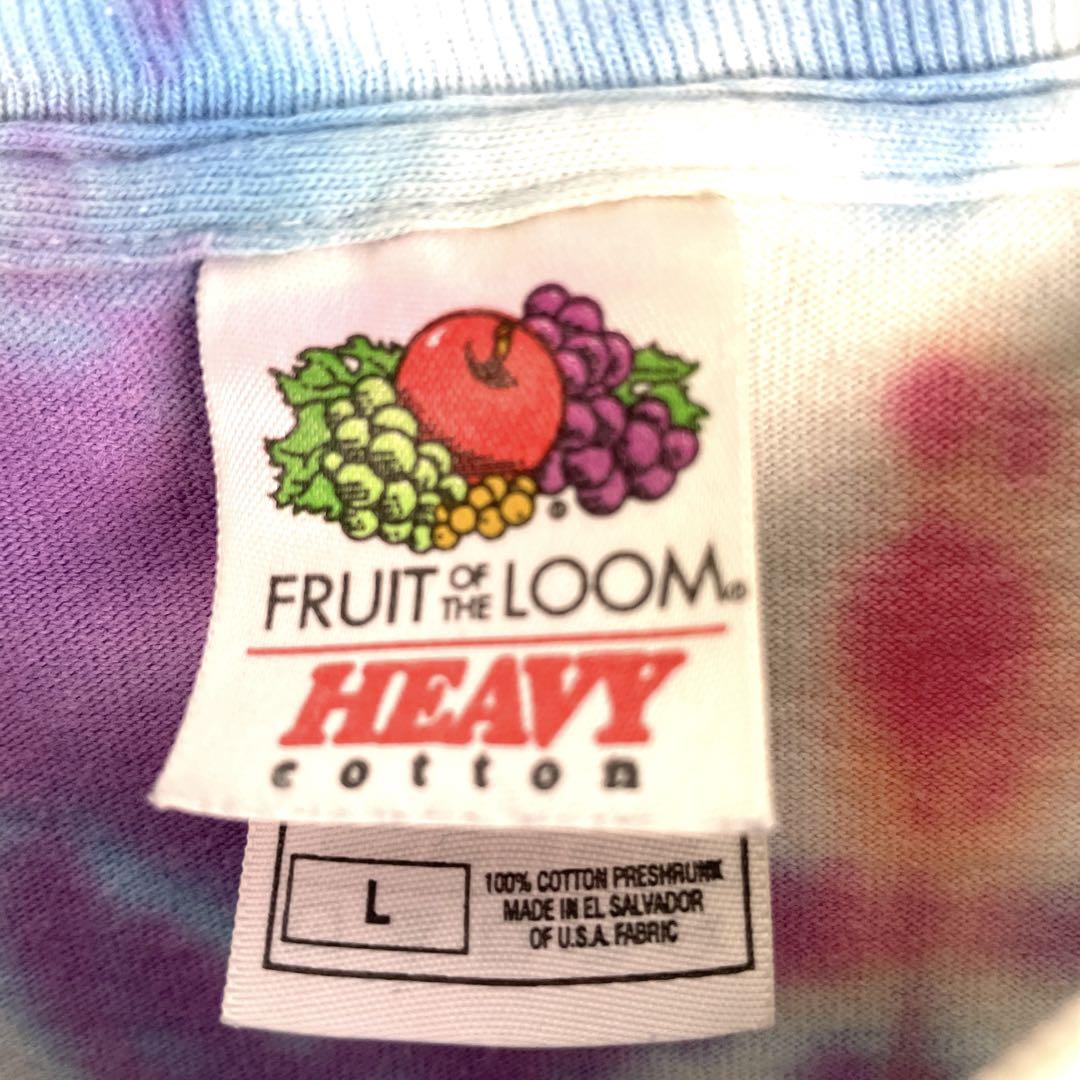 FRUIT OF THE LOOM
HEAVY
cotton
L
100% COTTON PRESHRUNK
MADE IN EL SALVADOR
OF U.S.A. FABRIC